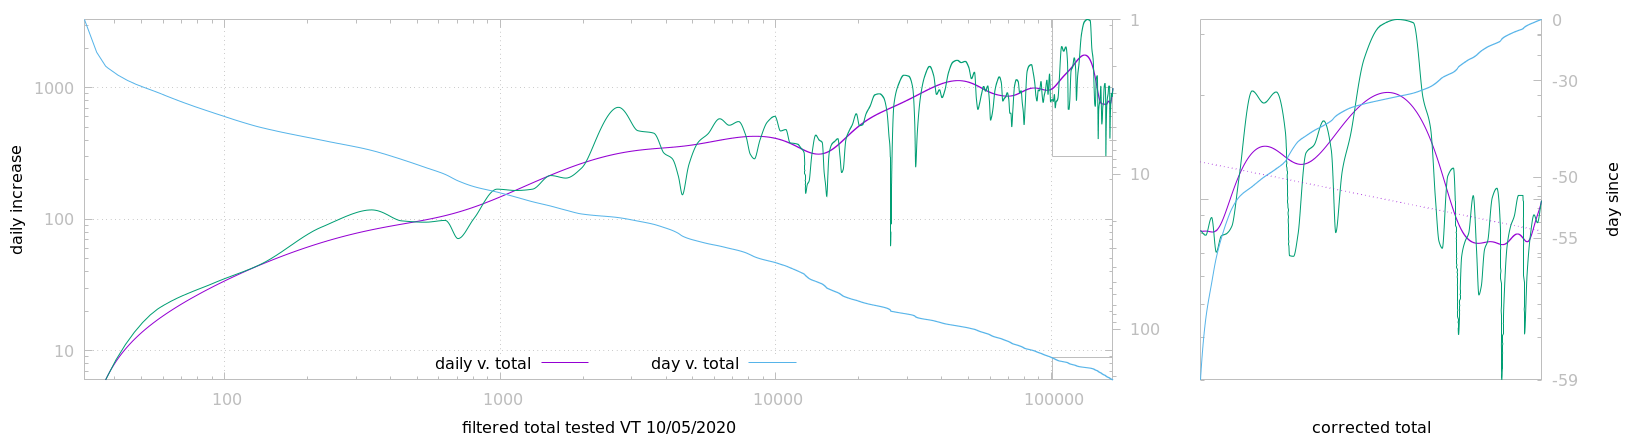 daily increase
1000
100
10
100
1000
10000
100000
filtered total tested VT 10/05/2020
daily v. total
day v. total
1
10
100
0
-30
-50
-55
-59
day since
corrected total